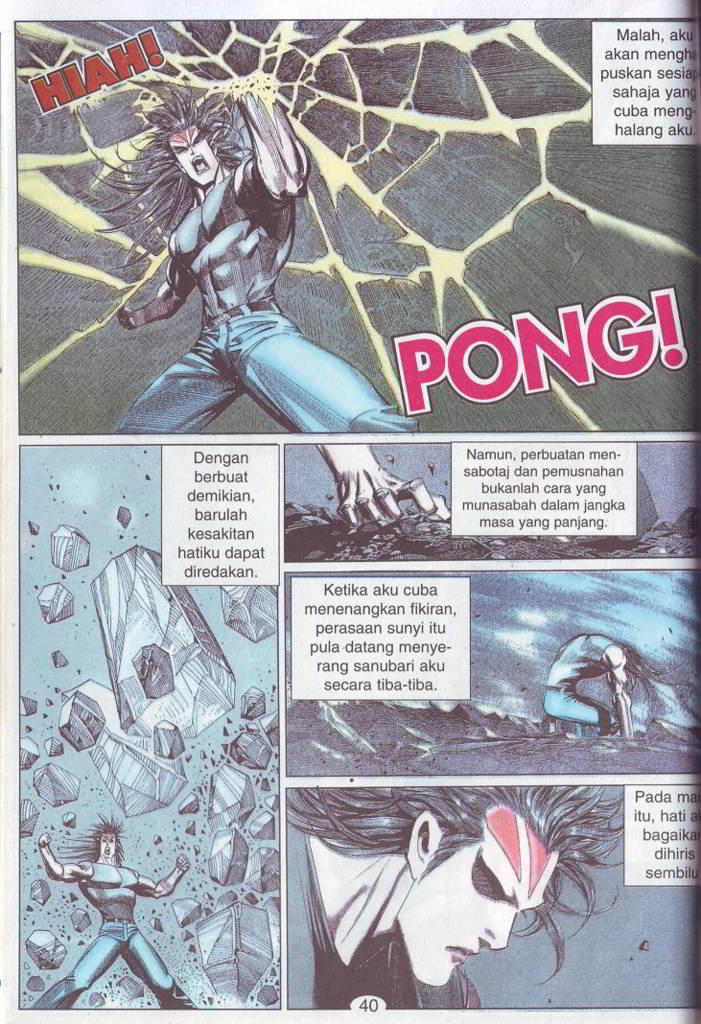 HIAH!
Malah, aku
akan mengha
puskan sesiap
sahaja yang
cuba meng-
halang aku.
PONG!
Dengan
berbuat
demikian,
barulah
kesakitan
hatiku dapat
diredakan.
Namun, perbuatan men-
sabotaj dan pemusnahan
bukanlah cara yang
munasabah dalam jangka
masa yang panjang.
Ketika aku cuba
menenangkan fikiran,
perasaan sunyi itu
pula datang menye-
rang sanubari aku
secara tiba-tiba.
Pada ma
itu, hati a
bagaika
dihiris
sembilu
40